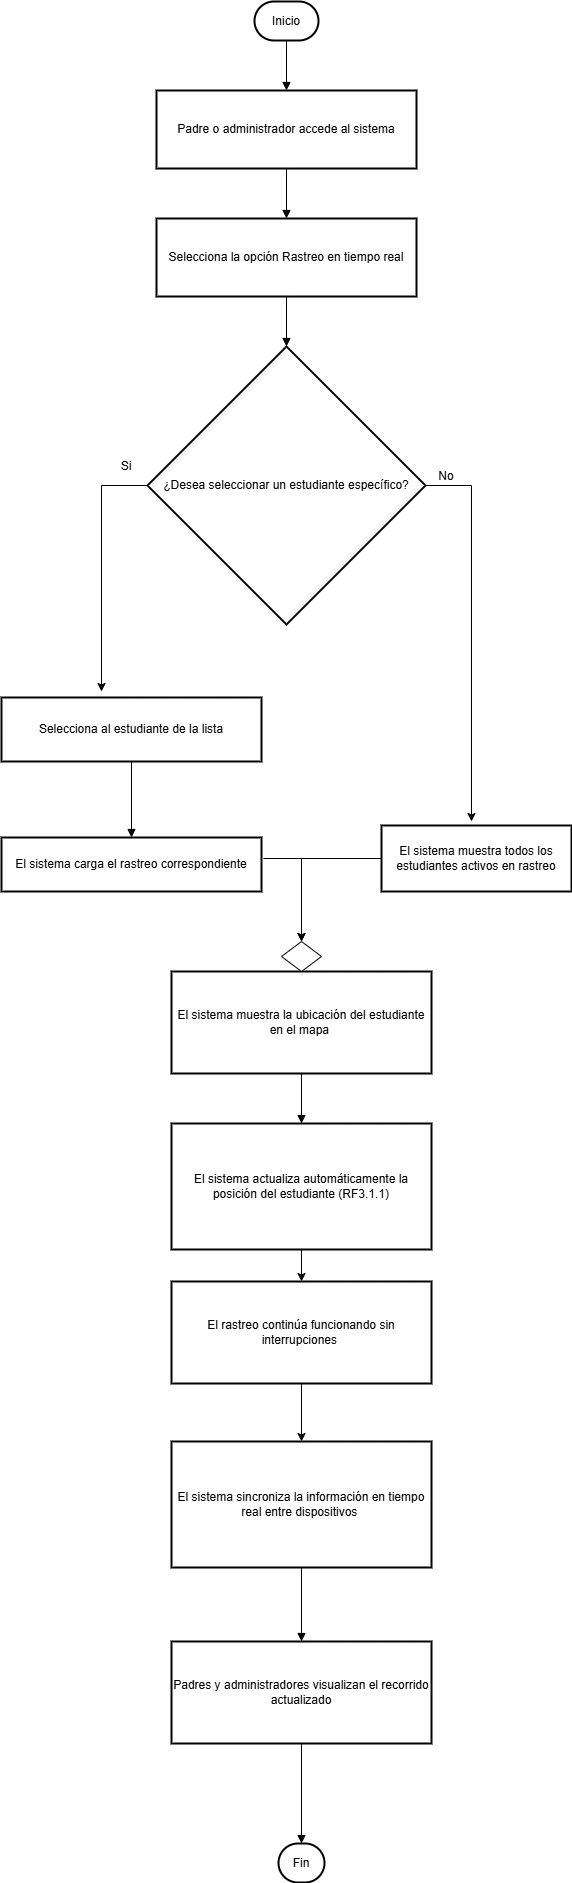 Inicio
Padre o administrador accede al sistema
Selecciona la opción Rastreo en tiempo real
Si
No
¿Desea seleccionar un estudiante específico?
Selecciona al estudiante de la lista
El sistema carga el rastreo correspondiente
El sistema muestra todos los
estudiantes activos en rastreo
El sistema muestra la ubicación del estudiante
en el mapa
El sistema actualiza automáticamente la
posición del estudiante (RF3.1.1)
El rastreo continúa funcionando sin
interrupciones
El sistema sincroniza la información en tiempo
real entre dispositivos
Padres y administradores visualizan el recorrido
actualizado
Fin